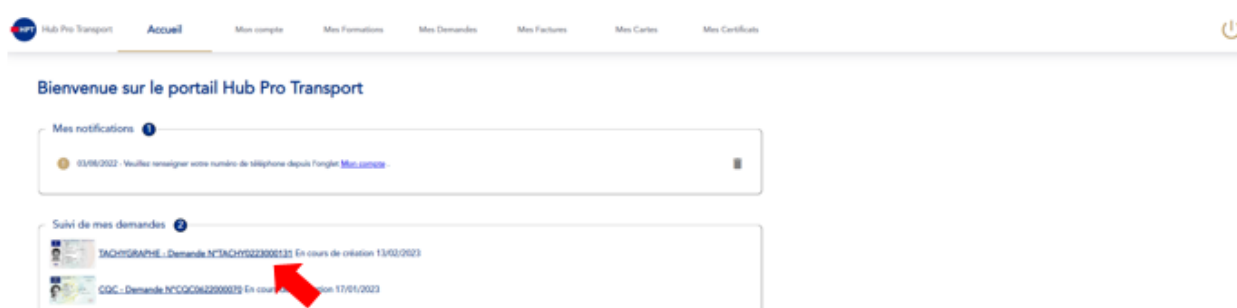 HPT Hub Pro Transport Accueil Mon compte Mes Formations Mes Demandes Mes Factures Mes Cartes Mes Certificats
Bienvenue sur le portail Hub Pro Transport
Mes notifications 1
03/08/2022 - Veuillez renseigner votre numéro de téléphone depuis l'onglet Mon compte .
Suivi de mes demandes 2
TACHYGRAPHE - Demande N°TACHY0223000131 En cours de création 13/02/2023
CQC - Demande N°CQC0622000070 En cours 17/01/2023